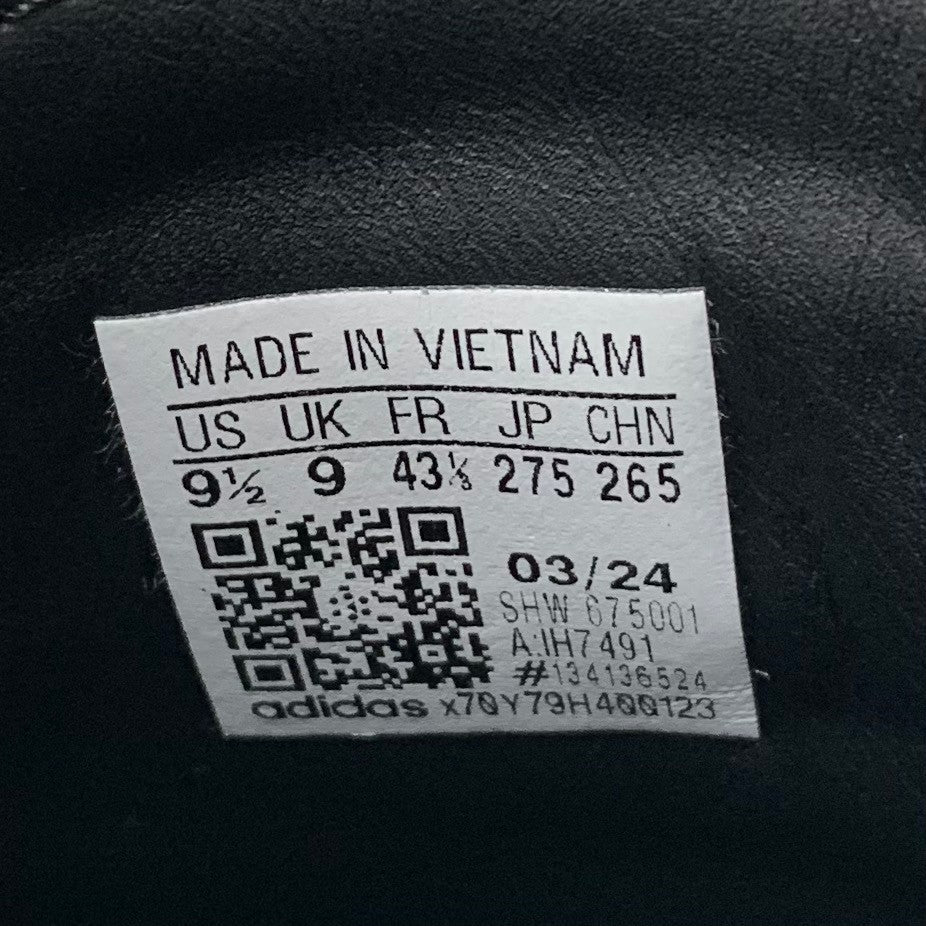 MADE IN VIETNAM
US UK FR JP CHN
9½ 9 43⅓ 275 265
03/24
SHW 675001
A:IH7491
#134136524
adidas x70Y79H400123